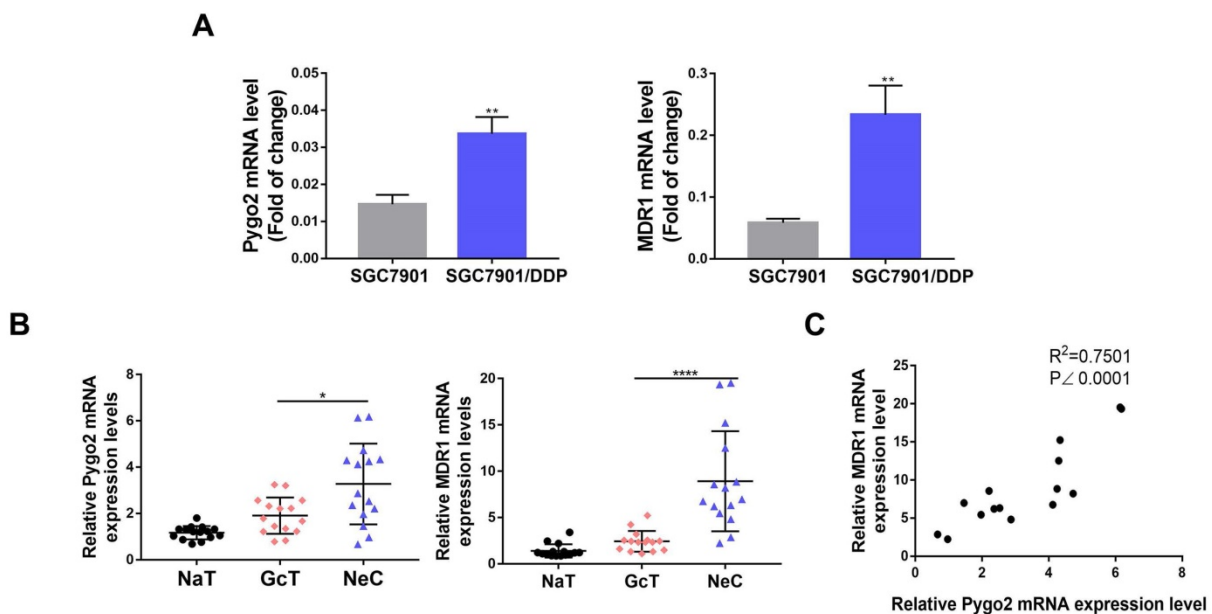 A
Pygo2 mRNA level
(Fold of change)
0.05
0.04
0.03
0.02
0.01
0.00
**
SGC7901
SGC7901/DDP
MDR1 mRNA level
(Fold of change)
0.3
0.2
0.1
0.0
**
SGC7901
SGC7901/DDP
B
Relative Pygo2 mRNA
expression levels
8
6
4
2
0
*
NaT
GcT
NeC
Relative MDR1 mRNA
expression levels
20
15
10
5
0
****
NaT
GcT
NeC
C
R²=0.7501
P∠ 0.0001
Relative MDR1 mRNA
expression level
25
20
15
10
5
0
0
2
4
6
8
Relative Pygo2 mRNA expression level